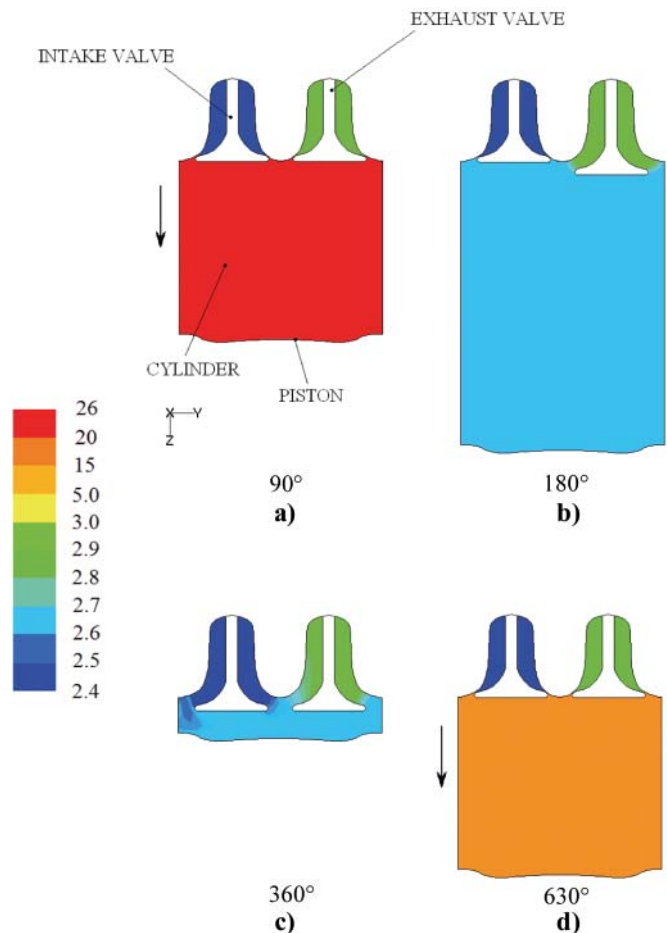 EXHAUST VALVE
INTAKE VALVE
CYLINDER
PISTON
X Y
Z
26
20
15
5.0
3.0
2.9
2.8
2.7
2.6
2.5
2.4
90°
a)
180°
b)
360°
c)
630°
d)